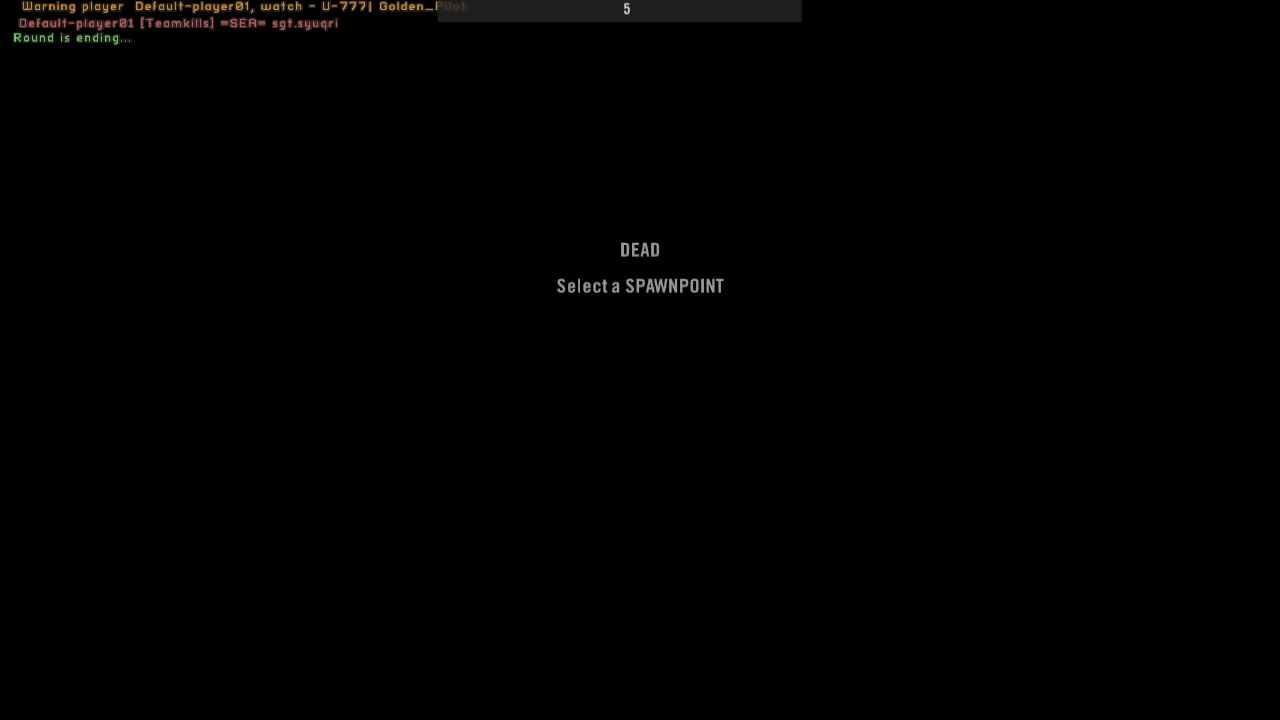 Warning player Default-player01, watch - U-777| Golden_Pilot
5
Default-player01 [Teamkills] =SEA= sgt.syuqri
Round is ending...
DEAD
Select a SPAWNPOINT